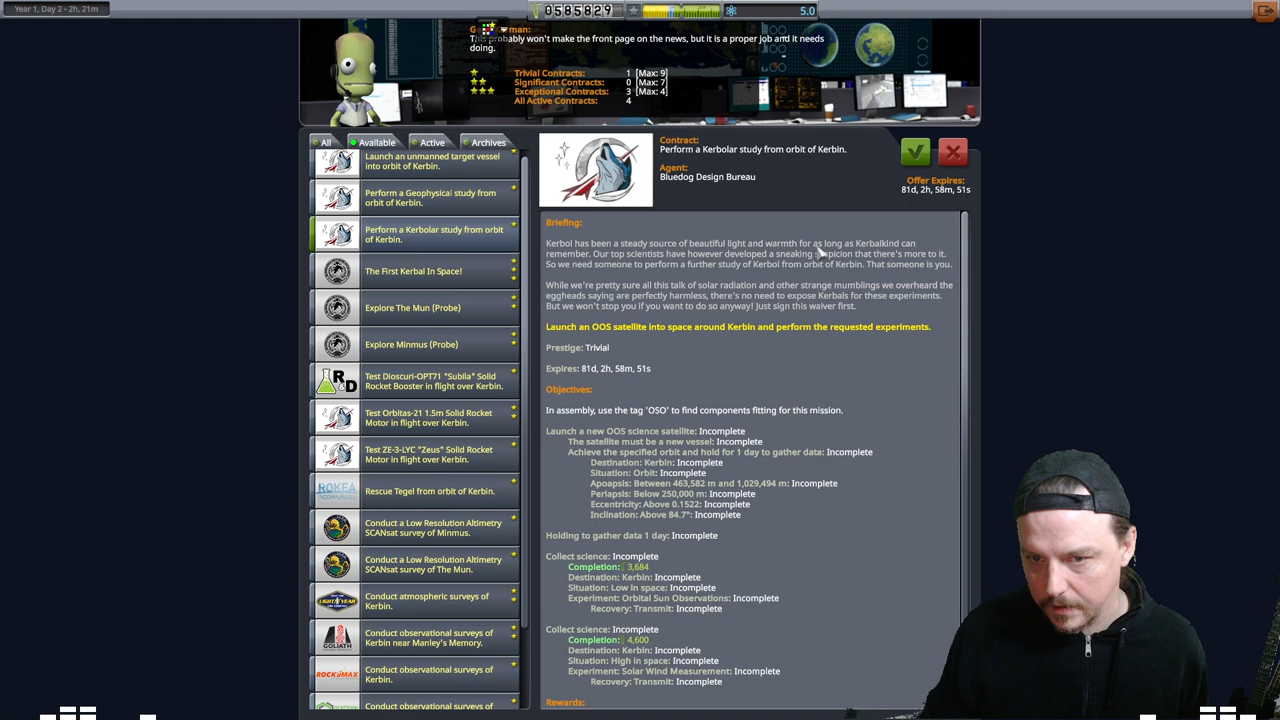 Year 1, Day 2 - 2h, 21m
0585829
5.0
This probably won't make the front page on the news, but it is a proper job and it needs
doing.
Trivial Contracts: 1 [Max: 9]
Significant Contracts: 0 [Max: 7]
Exceptional Contracts: 3 [Max: 4]
All Active Contracts: 4
All
Available
Active
Archives
Launch an unmanned target vessel
into orbit of Kerbin.
Perform a Geophysical study from
orbit of Kerbin.
Perform a Kerbolar study from orbit
of Kerbin.
The First Kerbal In Space!
Explore The Mun (Probe)
Explore Minmus (Probe)
R&D
Test Dioscuri-OPT71 "Subila" Solid
Rocket Booster in flight over Kerbin.
Test Orbitas-21 1.5m Solid Rocket
Motor in flight over Kerbin.
Test ZE-3-LYC "Zeus" Solid Rocket
Motor in flight over Kerbin.
Rescue Tegel from orbit of Kerbin.
Conduct a Low Resolution Altimetry
SCANsat survey of Minmus.
Conduct a Low Resolution Altimetry
SCANsat survey of The Mun.
LIGHTYEAR
Conduct atmospheric surveys of
Kerbin.
GOLIATH
Conduct observational surveys of
Kerbin near Manley's Memory.
ROCKOMAX
Conduct observational surveys of
Kerbin.
Conduct observational surveys of
Contract:
Perform a Kerbolar study from orbit of Kerbin.
Agent:
Bluedog Design Bureau
Offer Expires:
81d, 2h, 58m, 51s
Briefing:
Kerbol has been a steady source of beautiful light and warmth for as long as Kerbalkind can
remember. Our top scientists have however developed a sneaking suspicion that there's more to it.
So we need someone to perform a further study of Kerbol from orbit of Kerbin. That someone is you.
While we're pretty sure all this talk of solar radiation and other strange mumblings we overheard the
eggheads saying are perfectly harmless, there's no need to expose Kerbals for these experiments.
But we won't stop you if you want to do so anyway! Just sign this waiver first.
Launch an OOS satellite into space around Kerbin and perform the requested experiments.
Prestige: Trivial
Expires: 81d, 2h, 58m, 51s
Objectives:
In assembly, use the tag 'OSO' to find components fitting for this mission.
Launch a new OOS science satellite: Incomplete
The satellite must be a new vessel: Incomplete
Achieve the specified orbit and hold for 1 day to gather data: Incomplete
Destination: Kerbin: Incomplete
Situation: Orbit: Incomplete
Apoapsis: Between 463,582 m and 1,029,494 m: Incomplete
Periapsis: Below 250,000 m: Incomplete
Eccentricity: Above 0.1522: Incomplete
Inclination: Above 84.7°: Incomplete
Holding to gather data 1 day: Incomplete
Collect science: Incomplete
Completion: 3,684
Destination: Kerbin: Incomplete
Situation: Low in space: Incomplete
Experiment: Orbital Sun Observations: Incomplete
Recovery: Transmit: Incomplete
Collect science: Incomplete
Completion: 4,600
Destination: Kerbin: Incomplete
Situation: High in space: Incomplete
Experiment: Solar Wind Measurement: Incomplete
Recovery: Transmit: Incomplete
Rewards: